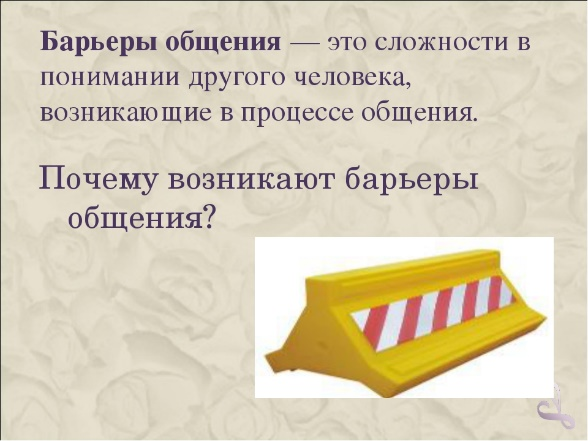 Барьеры общения — это сложности в
понимании другого человека,
возникающие в процессе общения.
Почему возникают барьеры
общения?